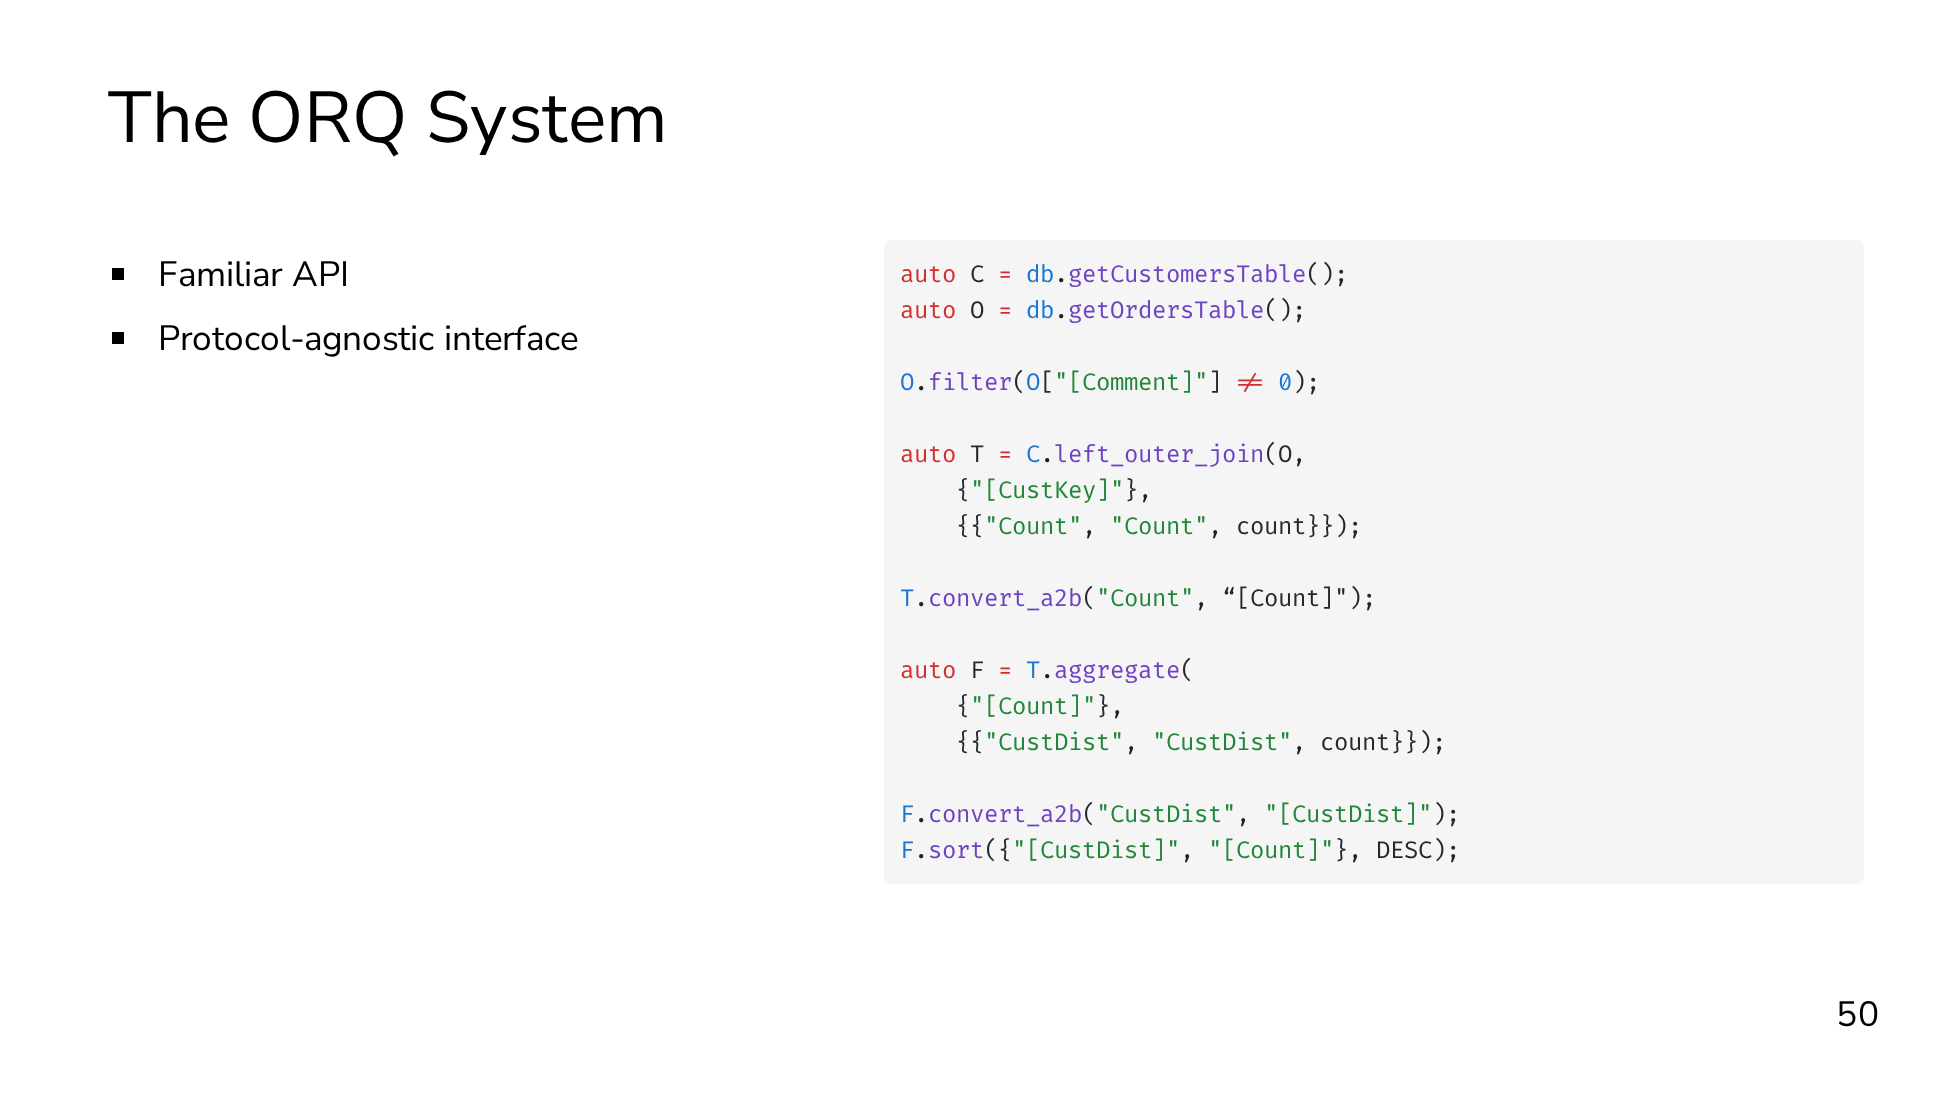 The ORQ System
▪ Familiar API
▪ Protocol-agnostic interface
auto C = db.getCustomersTable();
auto O = db.getOrdersTable();
O.filter(O["[Comment]"] ≠ 0);
auto T = C.left_outer_join(O,
    {"[CustKey]"},
    {{"Count", "Count", count}});
T.convert_a2b("Count", “[Count]");
auto F = T.aggregate(
    {"[Count]"},
    {{"CustDist", "CustDist", count}});
F.convert_a2b("CustDist", "[CustDist]");
F.sort({"[CustDist]", "[Count]"}, DESC);
50